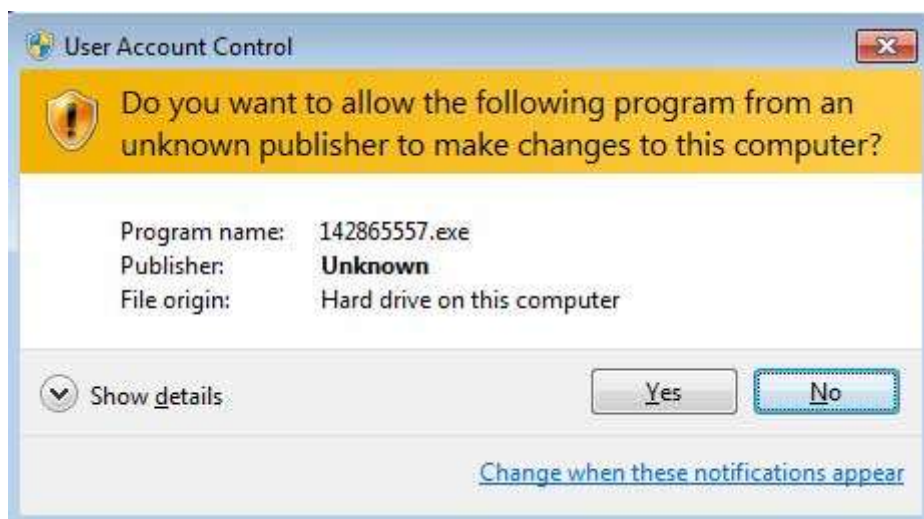 User Account Control
Do you want to allow the following program from an
unknown publisher to make changes to this computer?
Program name: 142865557.exe
Publisher: Unknown
File origin: Hard drive on this computer
Show details Yes No
Change when these notifications appear